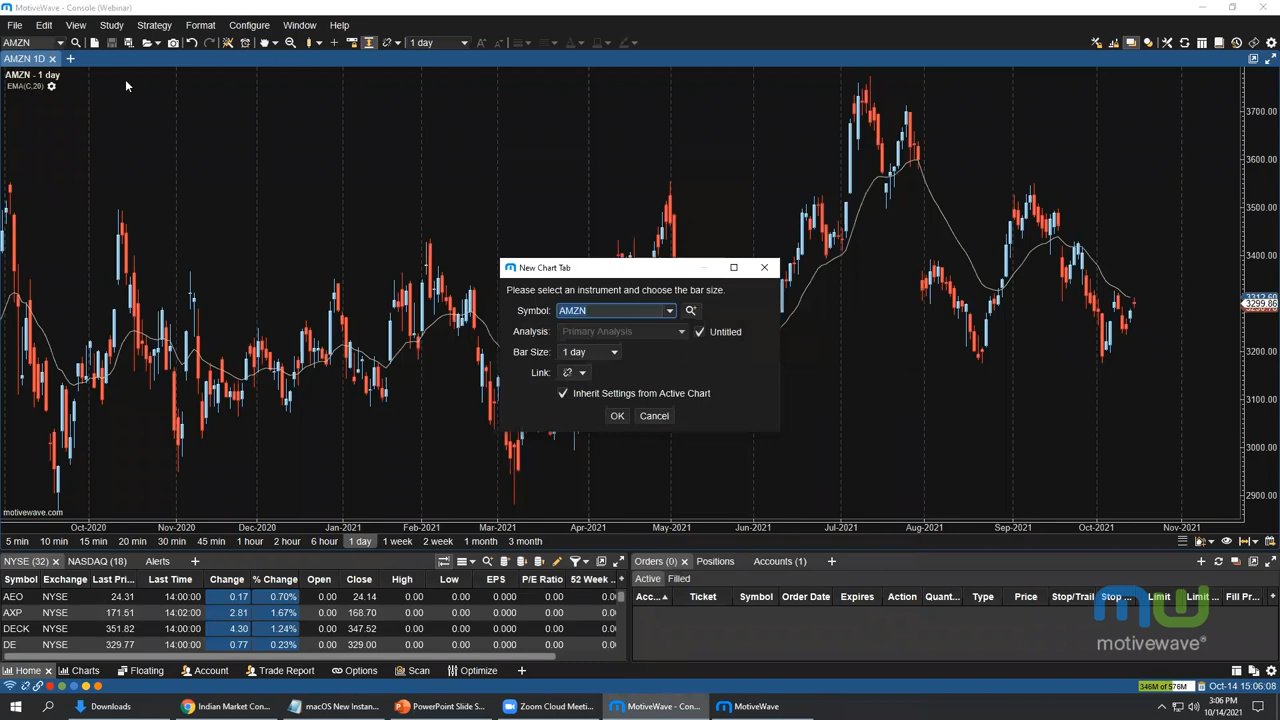 MotiveWave - Console (Webinar)
File Edit View Study Strategy Format Configure Window Help
AMZN 1 day
AMZN 1D
AMZN - 1 day
EMA(C,20)
3700.00
3600.00
3500.00
3400.00
3299.86
3200.00
3100.00
3000.00
2900.00
New Chart Tab
Please select an instrument and choose the bar size.
Symbol: AMZN
Analysis: Primary Analysis Untitled
Bar Size: 1 day
Link:
Inherit Settings from Active Chart
OK Cancel
motivewave.com
Oct-2020 Nov-2020 Dec-2020 Jan-2021 Feb-2021 Mar-2021 Apr-2021 May-2021 Jun-2021 Jul-2021 Aug-2021 Sep-2021 Oct-2021 Nov-2021
5 min 10 min 15 min 20 min 30 min 45 min 1 hour 2 hour 3 hour 6 hour 1 day 1 week 2 week 1 month 3 month
NYSE (32) NASDAQ (18) Alerts
Symbol Exchange Last Pri... Last Time Change % Change Open Close High Low EPS P/E Ratio 52 Week ...
AEO NYSE 24.31 14:00:00 0.17 0.70% 0.00 24.14 0.00 0.00 0.000 0.00 0.00
AXP NYSE 171.51 14:02:00 2.81 1.67% 0.00 168.70 0.00 0.00 0.000 0.00 0.00
DECK NYSE 351.82 14:00:00 4.30 1.24% 0.00 347.52 0.00 0.00 0.000 0.00 0.00
DE NYSE 329.77 14:00:00 0.77 0.23% 0.00 329.00 0.00 0.00 0.000 0.00 0.00
Orders (0) Positions Accounts (1)
Active Filled
Acc... Ticket Symbol Order Date Expires Action Quant... Type Price Stop/Trail Stop ... Limit Limit ... Fill Pr...
motivewave®
Home Charts Floating Account Trade Report Options Scan Optimize
346M of 578M Oct-14 15:06:08
Downloads Indian Market Con... macOS New Instan... PowerPoint Slide S... Zoom Cloud Meeti... MotiveWave - Con... MotiveWave
3:06 PM
10/14/2021